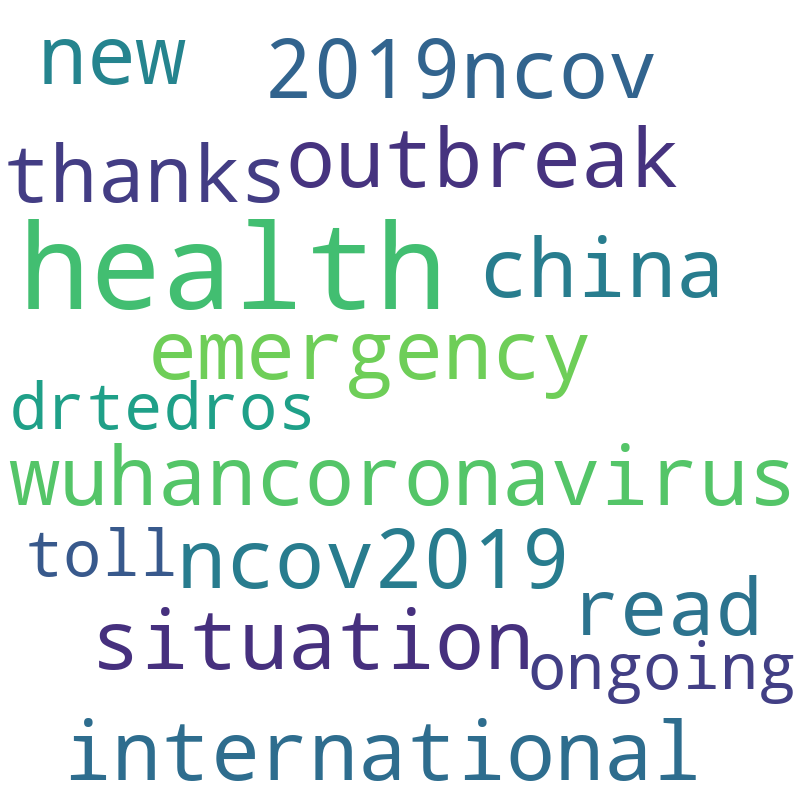 new 2019ncov
thanks outbreak
health china
emergency
drtedros
wuhancoronavirus
toll ncov2019
read
situation
ongoing
international